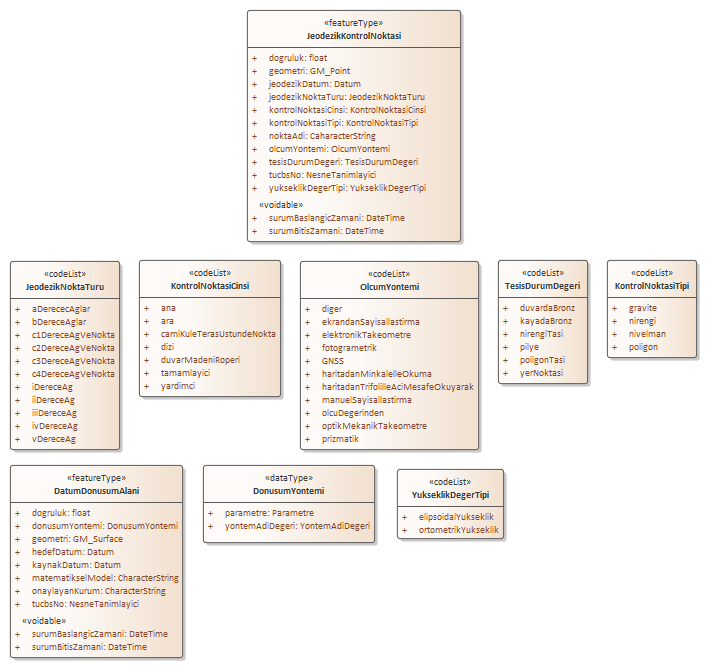 «featureType»
JeodezikKontrolNoktasi
+ dogruluk: float
+ geometri: GM_Point
+ jeodezikDatum: Datum
+ jeodezikNoktaTuru: JeodezikNoktaTuru
+ kontrolNoktasiCinsi: KontrolNoktasiCinsi
+ kontrolNoktasiTipi: KontrolNoktasiTipi
+ noktaAdi: CaharacterString
+ olcumYontemi: OlcumYontemi
+ tesisDurumDegeri: TesisDurumDegeri
+ tucbsNo: NesneTanimlayici
+ yukseklikDegerTipi: YukseklikDegerTipi
«voidable»
+ surumBaslangicZamani: DateTime
+ surumBitisZamani: DateTime
«codeList»
JeodezikNoktaTuru
+ aDerececAglar
+ bDereceAglar
+ c1DereceAgVeNokta
+ c2DereceAgVeNokta
+ c3DereceAgVeNokta
+ c4DereceAgVeNokta
+ iDereceAg
+ iiDereceAg
+ iiiDereceAg
+ ivDereceAg
+ vDereceAg
«codeList»
KontrolNoktasiCinsi
+ ana
+ ara
+ camiKuleTerasUstundeNokta
+ dizi
+ duvarMadeniRoperi
+ tamamlayici
+ yardimci
«codeList»
OlcumYontemi
+ diger
+ ekrandanSayisallastirma
+ elektronikTakeometre
+ fotogrametrik
+ GNSS
+ haritadanMinkalelleOkuma
+ haritadanTrifolilleAciMesafeOkuyarak
+ manuelSayisallastirma
+ olcuDegerinden
+ optikMekanikTakeometre
+ prizmatik
«codeList»
TesisDurumDegeri
+ duvardaBronz
+ kayadaBronz
+ nirengiTasi
+ pilye
+ poligonTasi
+ yerNoktasi
«codeList»
KontrolNoktasiTipi
+ gravite
+ nirengi
+ nivelman
+ poligon
«featureType»
DatumDonusumAlani
+ dogruluk: float
+ donusumYontemi: DonusumYontemi
+ geometri: GM_Surface
+ hedefDatum: Datum
+ kaynakDatum: Datum
+ matematikselModel: CharacterString
+ onaylayanKurum: CharacterString
+ tucbsNo: NesneTanimlayici
«voidable»
+ surumBaslangicZamani: DateTime
+ surumBitisZamani: DateTime
«dataType»
DonusumYontemi
+ parametre: Parametre
+ yontemAdiDegeri: YontemAdiDegeri
«codeList»
YukseklikDegerTipi
+ elipsoidalYukseklik
+ ortometrikYukseklik